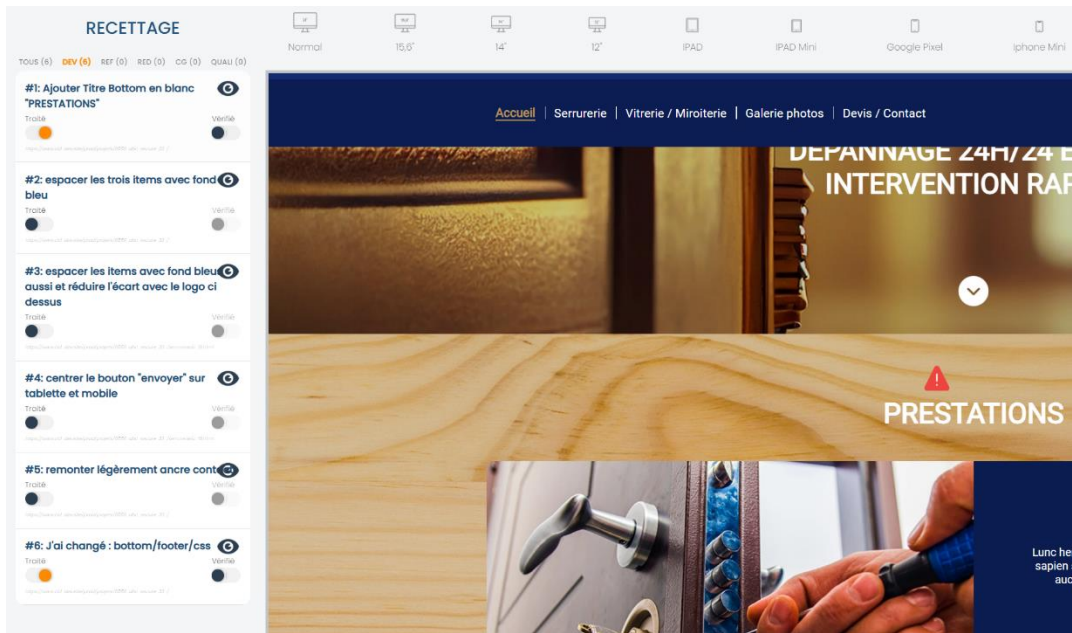 RECETTAGE
TOUS (6) DEV (6) REF (0) RED (0) CG (0) QUALI (0)
#1: Ajouter Titre Bottom en blanc
"PRESTATIONS"
Traité Vérifié
#2: espacer les trois items avec fond
bleu
Traité Vérifié
#3: espacer les items avec fond bleu
aussi et réduire l'écart avec le logo ci
dessus
Traité Vérifié
#4: centrer le bouton "envoyer" sur
tablette et mobile
Traité Vérifié
#5: remonter légèrement ancre cont
Traité Vérifié
#6: J'ai changé : bottom/footer/css
Traité Vérifié
Normal 15,6" 14" 12" IPAD IPAD Mini Google Pixel Iphone Mini
Accueil Serrurerie Vitrerie / Miroiterie Galerie photos Devis / Contact
DÉPANNAGE 24H/24 E
INTERVENTION RAP
PRESTATIONS
Lunc he
sapien s
auc